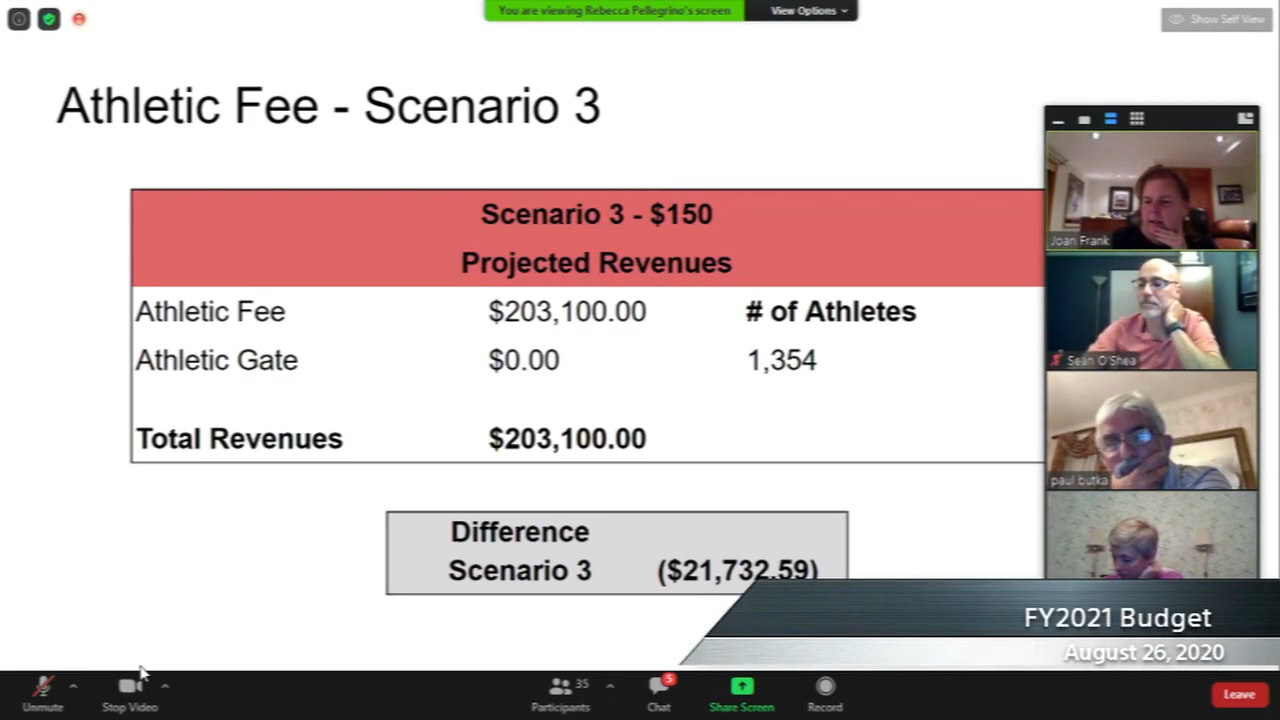 You are viewing Rebecca Pellegrino's screen
View Options
Show Self View
Athletic Fee - Scenario 3
Scenario 3 - $150
Projected Revenues
Athletic Fee $203,100.00 # of Athletes
Athletic Gate $0.00 1,354
Total Revenues $203,100.00
Difference
Scenario 3 ($21,732.59)
Joan Frank
Sean O'Shea
paul butka
FY2021 Budget
August 26, 2020
Unmute
Stop Video
35
Participants
5
Chat
Share Screen
Record
Leave